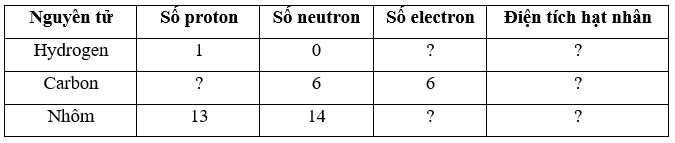 Nguyên tử Số proton Số neutron Số electron Điện tích hạt nhân
Hydrogen 1 0 ? ?
Carbon ? 6 6 ?
Nhôm 13 14 ? ?